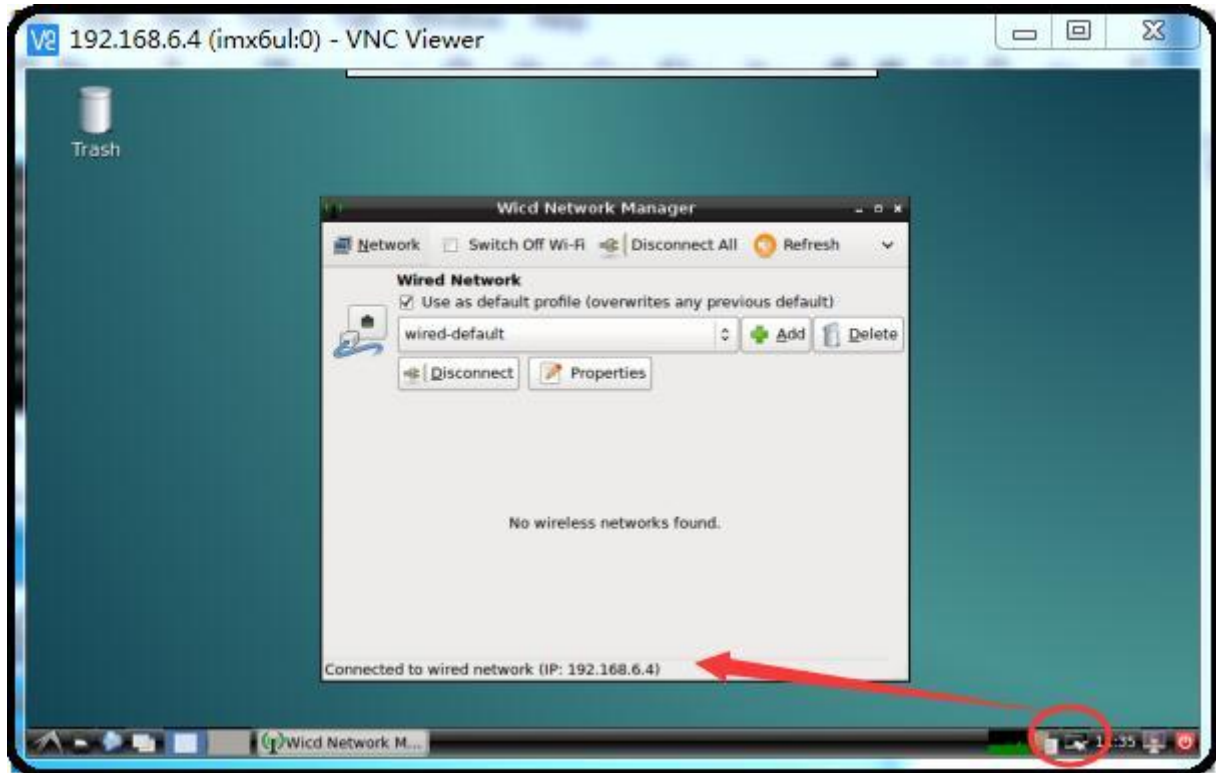 192.168.6.4 (imx6ul:0) - VNC Viewer
Trash
Wicd Network Manager
Network Switch Off Wi-Fi Disconnect All Refresh
Wired Network
Use as default profile (overwrites any previous default)
wired-default Add Delete
Disconnect Properties
No wireless networks found.
Connected to wired network (IP: 192.168.6.4)
Wicd Network M...